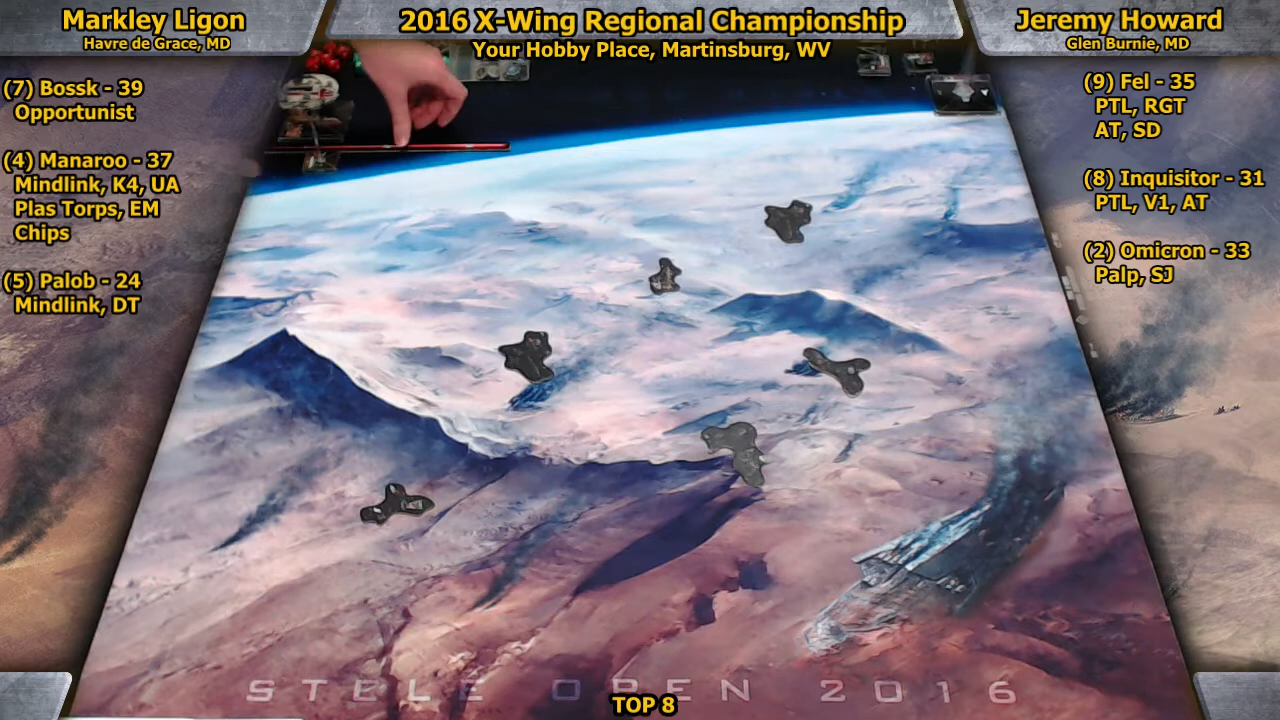 Markley Ligon
Havre de Grace, MD
2016 X-Wing Regional Championship
Your Hobby Place, Martinsburg, WV
Jeremy Howard
Glen Burnie, MD
(7) Bossk - 39
Opportunist
(4) Manaroo - 37
Mindlink, K4, UA
Plas Torps, EM
Chips
(5) Palob - 24
Mindlink, DT
(9) Fel - 35
PTL, RGT
AT, SD
(8) Inquisitor - 31
PTL, V1, AT
(2) Omicron - 33
Palp, SJ
STELE OPEN 2016
TOP 8